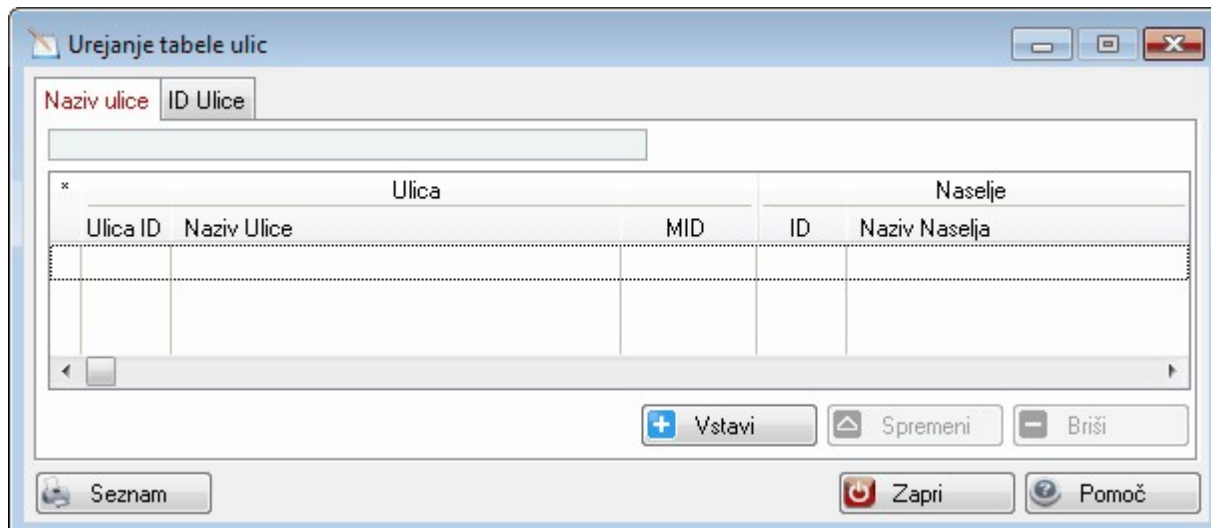 Urejanje tabele ulic
Naziv ulice ID Ulice
× Ulica Naselje
Ulica ID Naziv Ulice MID ID Naziv Naselja
Vstavi Spremeni Briši
Seznam Zapri Pomoč